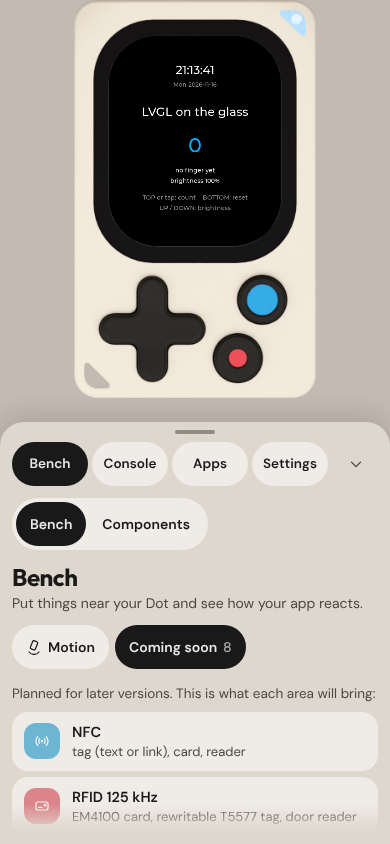 21:13:41
Mon 2026-11-16
LVGL on the glass
0
no finger yet
brightness 100%
TOP or tap: count BOTTOM: reset
UP / DOWN: brightness
Bench Console Apps Settings
Bench Components
Bench
Put things near your Dot and see how your app reacts.
Motion Coming soon 8
Planned for later versions. This is what each area will bring:
NFC
tag (text or link), card, reader
RFID 125 kHz
EM4100 card, rewritable T5577 tag, door reader